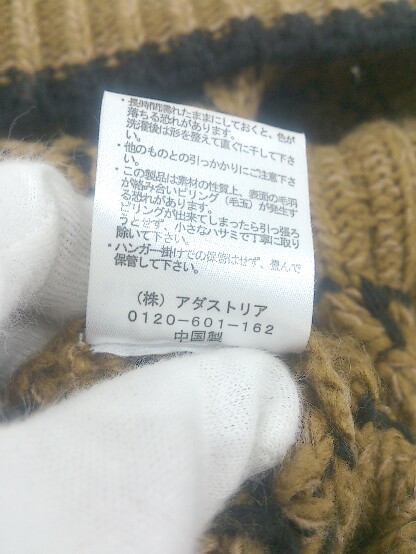 ・長時間濡れたままにしておくと、色が
落ちる恐れがあります。
洗濯後は形を整えて直ぐに干して下さ
い。
・他のものとの引っかかりにご注意下さ
い。
・この製品は素材の性質上、表面の毛羽
が絡み合いピリング（毛玉）が発生す
る恐れがあります。
ピリングが出来てしまったら引っ張ろ
うとせず、小さなハサミで丁寧に取り
除いて下さい。
・ハンガー掛けでの保管はせず、畳んで
保管して下さい。
（株）アダストリア
0120-601-162
中国製